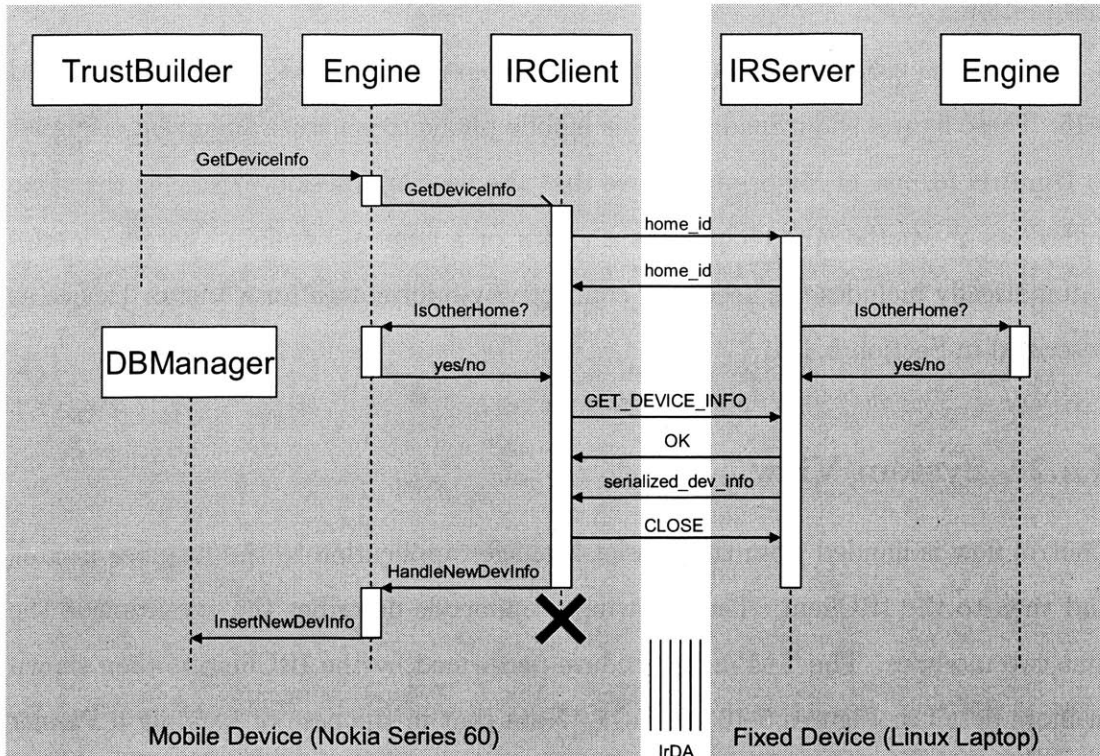 TrustBuilder
Engine
IRClient
IRServer
Engine
GetDeviceInfo
GetDeviceInfo
home_id
home_id
IsOtherHome?
IsOtherHome?
DBManager
yes/no
yes/no
GET_DEVICE_INFO
OK
serialized_dev_info
CLOSE
HandleNewDevInfo
InsertNewDevInfo
Mobile Device (Nokia Series 60)
IrDA
Fixed Device (Linux Laptop)